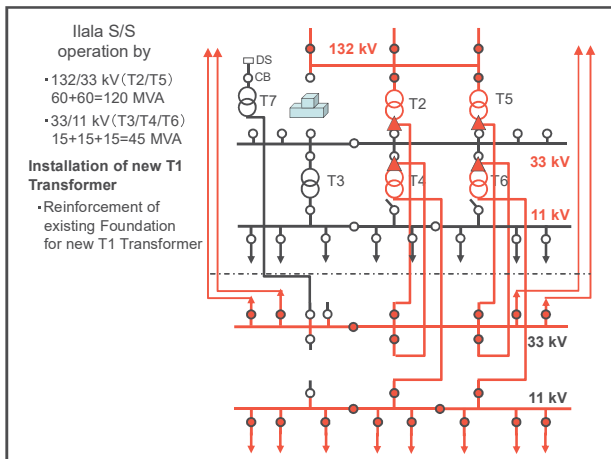 Ilala S/S
operation by
・132/33 kV（T2/T5）
60+60=120 MVA
・33/11 kV（T3/T4/T6）
15+15+15=45 MVA
Installation of new T1
Transformer
・Reinforcement of
existing Foundation
for new T1 Transformer
DS
CB
T7
132 kV
T2
T5
33 kV
T3
T4
T6
11 kV
33 kV
11 kV